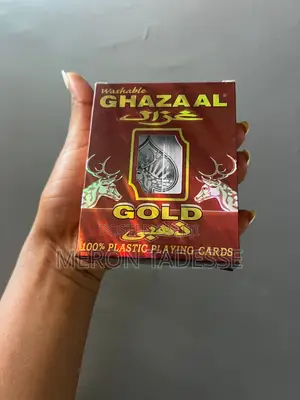 Washable
GHAZAAL®
غزال
GOLD
ذهبي
100% PLASTIC PLAYING CARDS
MERON TADESSE